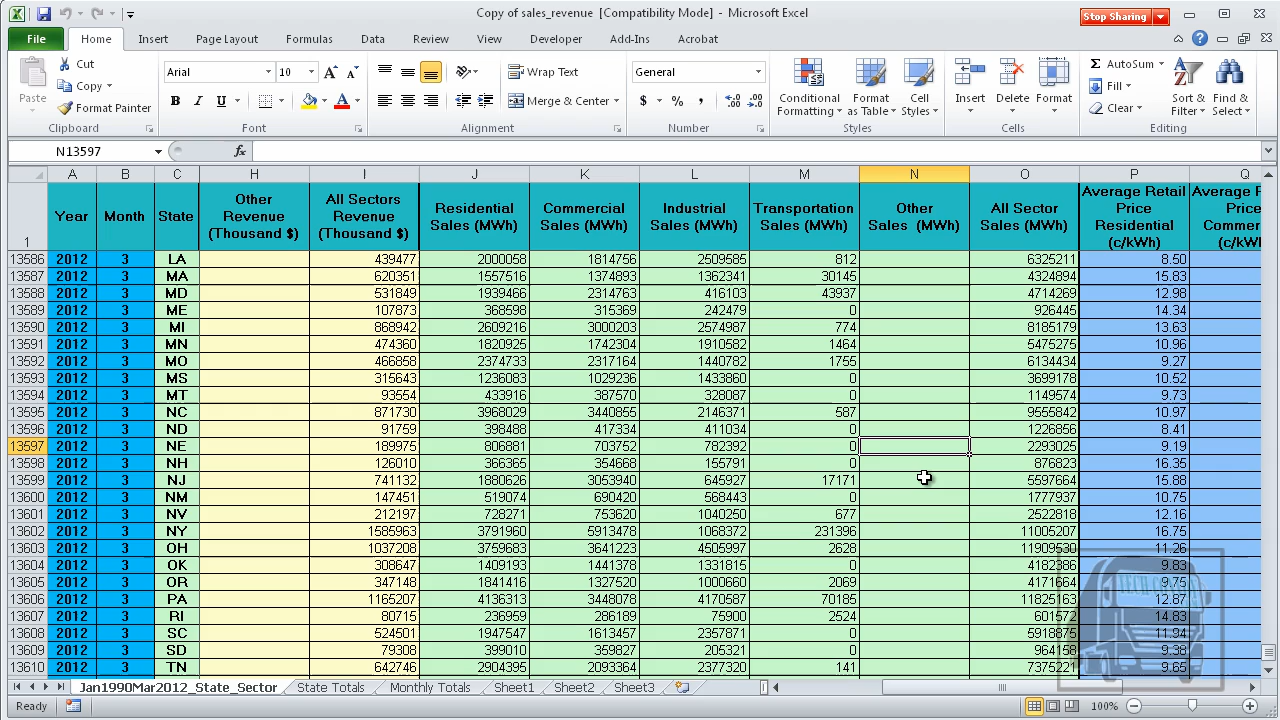 Copy of sales_revenue [Compatibility Mode] - Microsoft Excel
Stop Sharing
File Home Insert Page Layout Formulas Data Review View Developer Add-Ins Acrobat
Paste
Cut
Copy
Format Painter
Clipboard
Arial 10
B I U
Font
Wrap Text
Merge & Center
Alignment
General
$ % ,
Number
Conditional Formatting
Format as Table
Cell Styles
Styles
Insert Delete Format
Cells
AutoSum
Fill
Clear
Sort & Filter
Find & Select
Editing
N13597 fx
A B C H I J K L M N O P Q
1 Year Month State Other Revenue (Thousand $) All Sectors Revenue (Thousand $) Residential Sales (MWh) Commercial Sales (MWh) Industrial Sales (MWh) Transportation Sales (MWh) Other Sales (MWh) All Sector Sales (MWh) Average Retail Price Residential (c/kWh)
13586 2012 3 LA 439477 2000058 1814756 2509585 812 6325211 8.50
13587 2012 3 MA 620351 1557516 1374893 1362341 30145 4324894 15.83
13588 2012 3 MD 531849 1939466 2314763 416103 43937 4714269 12.98
13589 2012 3 ME 107873 368598 315369 242479 0 926445 14.34
13590 2012 3 MI 868942 2609216 3000203 2574987 774 8185179 13.63
13591 2012 3 MN 474360 1820925 1742304 1910582 1464 5475275 10.96
13592 2012 3 MO 466858 2374733 2317164 1440782 1755 6134434 9.27
13593 2012 3 MS 315643 1236083 1029236 1433860 0 3699178 10.52
13594 2012 3 MT 93554 433916 387570 328087 0 1149574 9.73
13595 2012 3 NC 871730 3968029 3440855 2146371 587 9555842 10.97
13596 2012 3 ND 91759 398488 417334 411034 0 1226856 8.41
13597 2012 3 NE 189975 806881 703752 782392 0 2293025 9.19
13598 2012 3 NH 126010 366365 354668 155791 0 876823 16.35
13599 2012 3 NJ 741132 1880626 3053940 645927 17171 5597664 15.88
13600 2012 3 NM 147451 519074 690420 568443 0 1777937 10.75
13601 2012 3 NV 212197 728271 753620 1040250 677 2522818 12.16
13602 2012 3 NY 1585963 3791960 5913478 1068372 231396 11005207 16.75
13603 2012 3 OH 1037208 3759683 3641223 4505997 2628 11909530 11.26
13604 2012 3 OK 308647 1409193 1441378 1331815 0 4182386 9.83
13605 2012 3 OR 347148 1841416 1327520 1000660 2069 4171664 9.75
13606 2012 3 PA 1165207 4136313 3448078 4170587 70185 11825163 12.87
13607 2012 3 RI 80715 236959 286189 75900 2524 601572 14.83
13608 2012 3 SC 524501 1947547 1613457 2357871 0 5918875 11.94
13609 2012 3 SD 79308 399010 359827 205321 0 964158 9.38
13610 2012 3 TN 642746 2904395 2093364 2377320 141 7375221 9.65
TECH
Jan1990Mar2012_State_Sector State Totals Monthly Totals Sheet1 Sheet2 Sheet3
Ready 100%